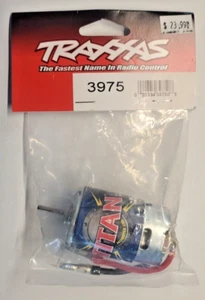 $ 23.99
TRAXXAS
The Fastest Name In Radio Control
3975
TITAN